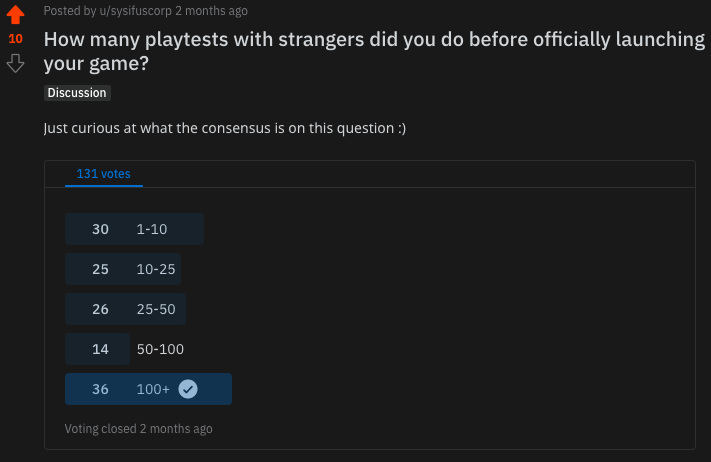 Posted by u/sysifuscorp 2 months ago
10
How many playtests with strangers did you do before officially launching
your game?
Discussion
Just curious at what the consensus is on this question :)
131 votes
30 1-10
25 10-25
26 25-50
14 50-100
36 100+
Voting closed 2 months ago